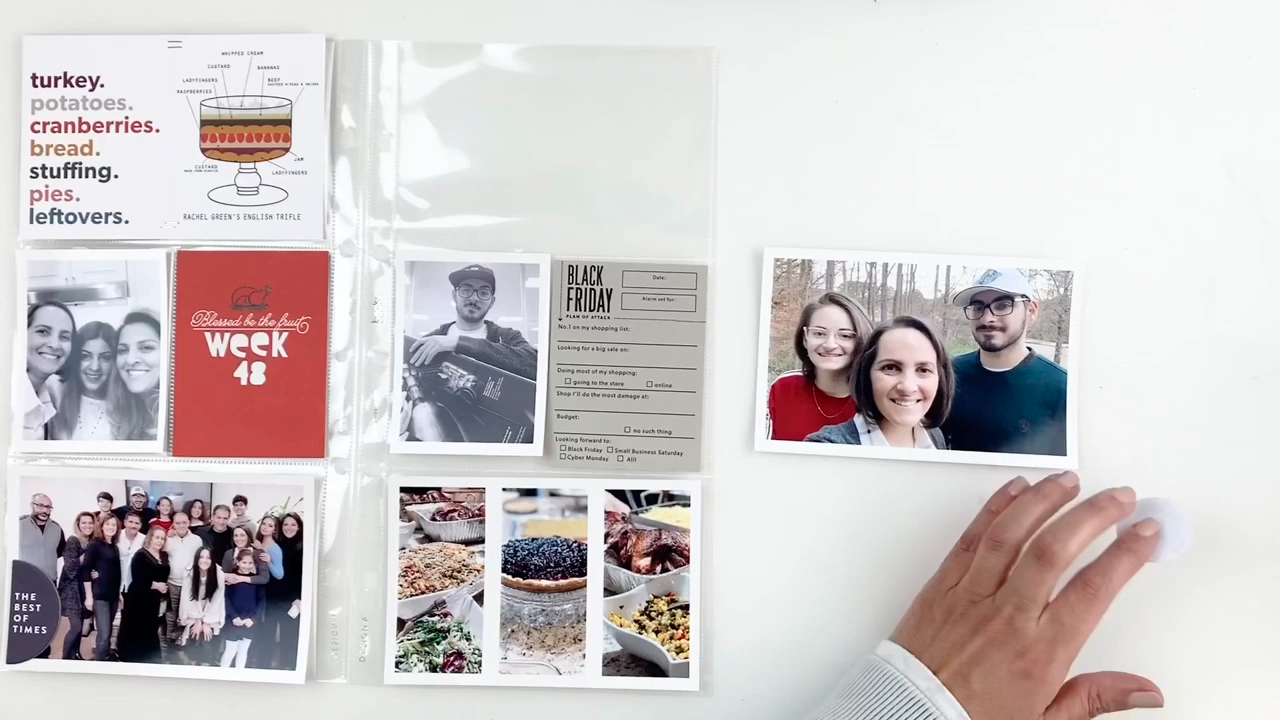 turkey.
potatoes.
cranberries.
bread.
stuffing.
pies.
leftovers.
WHIPPED CREAM
CUSTARD
BANANAS
LADYFINGERS
BEEF
RASPBERRIES
JAM
CUSTARD
MADE FROM SCRATCH
LADYFINGERS
RACHEL GREEN'S ENGLISH TRIFLE
Blessed be the fruit
week
48
THE
BEST
OF
TIMES
BLACK
FRIDAY
PLAN OF ATTACK
Date:
Alarm set for:
No.1 on my shopping list:
Looking for a big sale on:
Doing most of my shopping:
going to the store
online
Shop I'll do the most damage at:
Budget:
no such thing
Looking forward to:
Black Friday
Small Business Saturday
Cyber Monday
All!